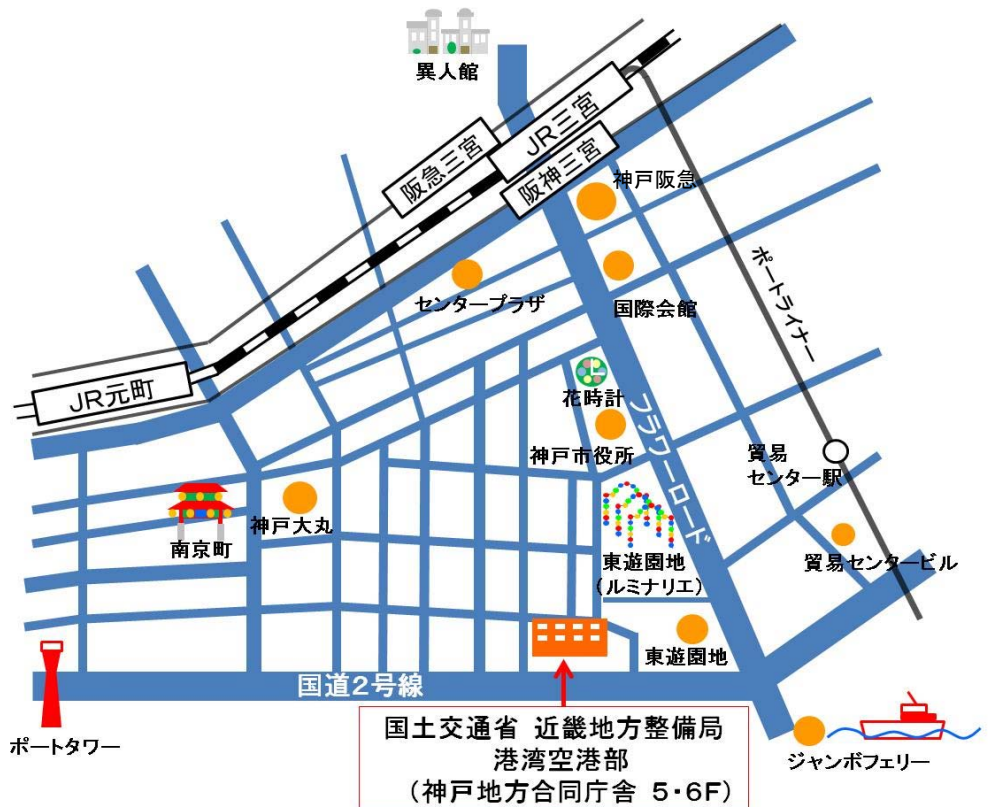 異人館
JR三宮
阪急三宮
阪神三宮
神戸阪急
ポートライナー
センタープラザ
国際会館
JR元町
花時計
フラワーロード
神戸市役所
貿易
センター駅
南京町
神戸大丸
東遊園地
(ルミナリエ)
貿易センタービル
東遊園地
国道2号線
ポートタワー
国土交通省 近畿地方整備局
港湾空港部
(神戸地方合同庁舎 5・6F)
ジャンボフェリー